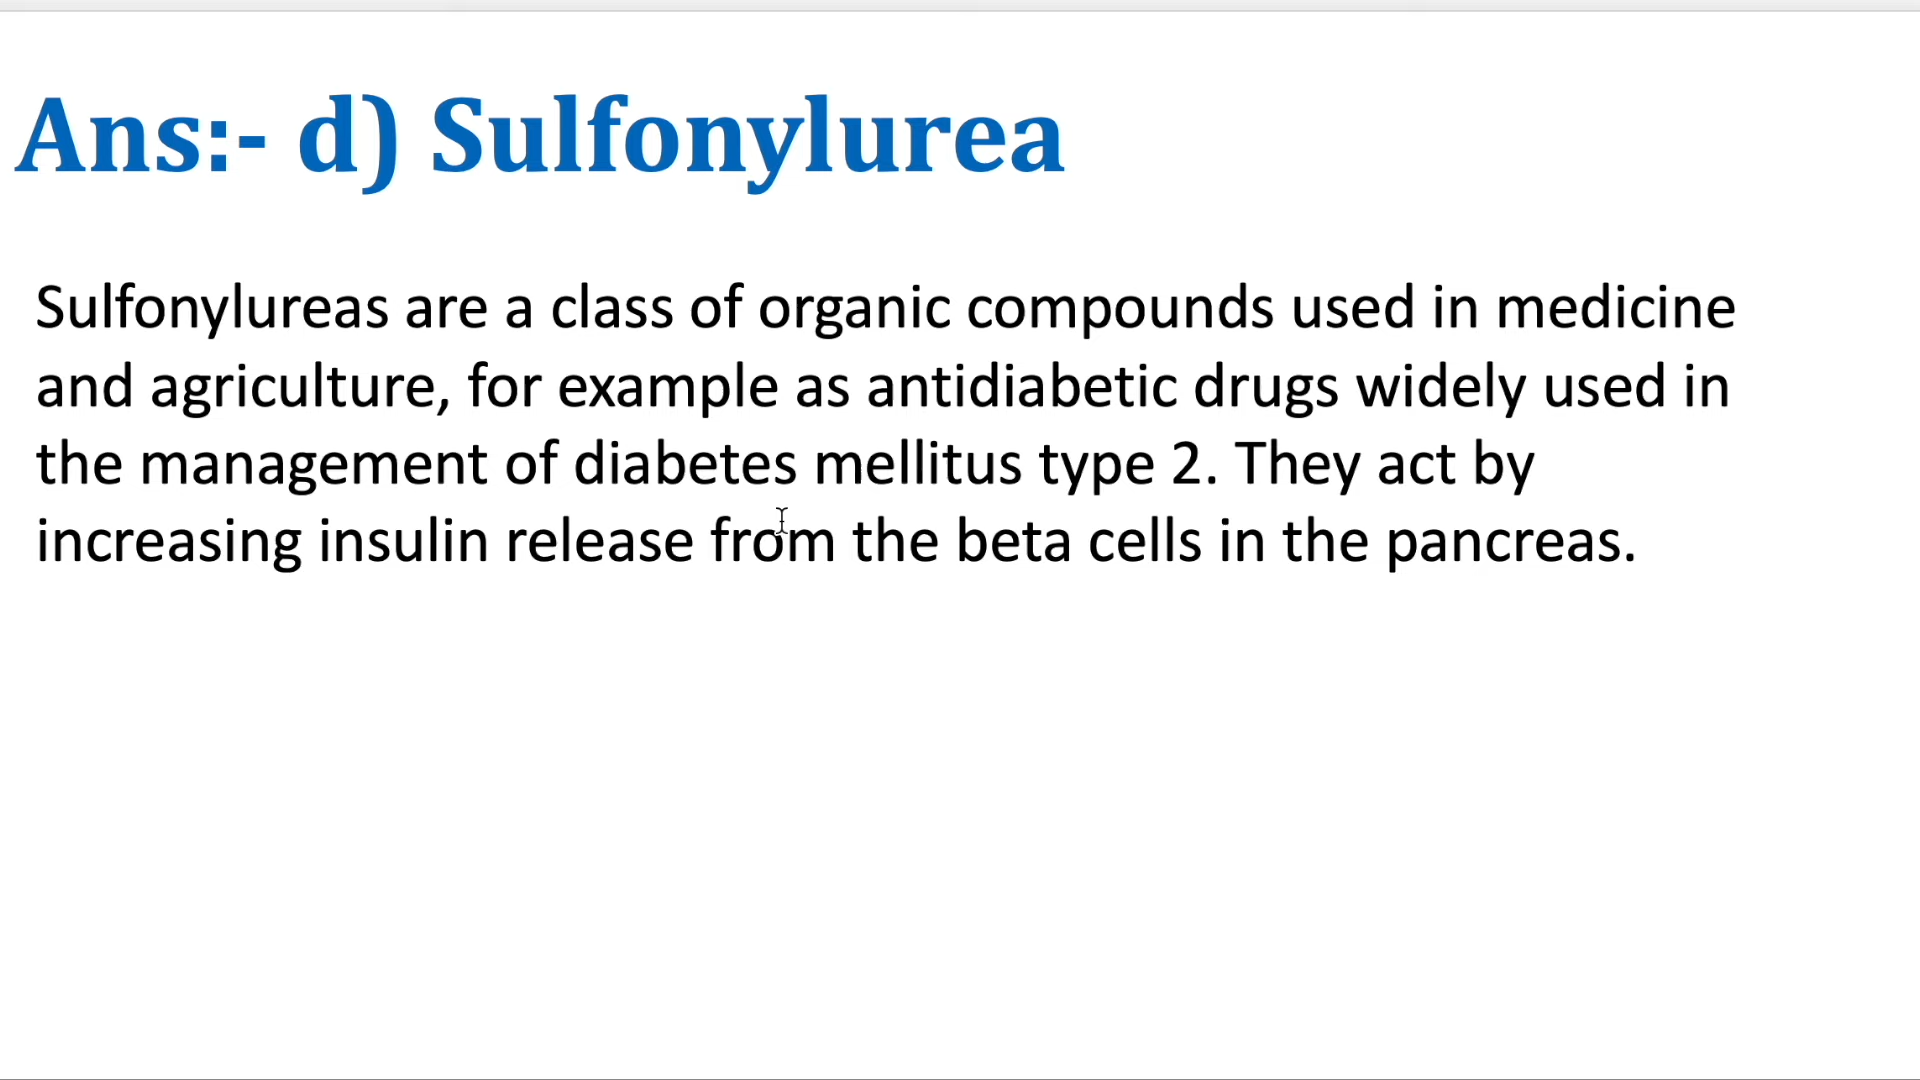 Ans:- d) Sulfonylurea
Sulfonylureas are a class of organic compounds used in medicine
and agriculture, for example as antidiabetic drugs widely used in
the management of diabetes mellitus type 2. They act by
increasing insulin release from the beta cells in the pancreas.